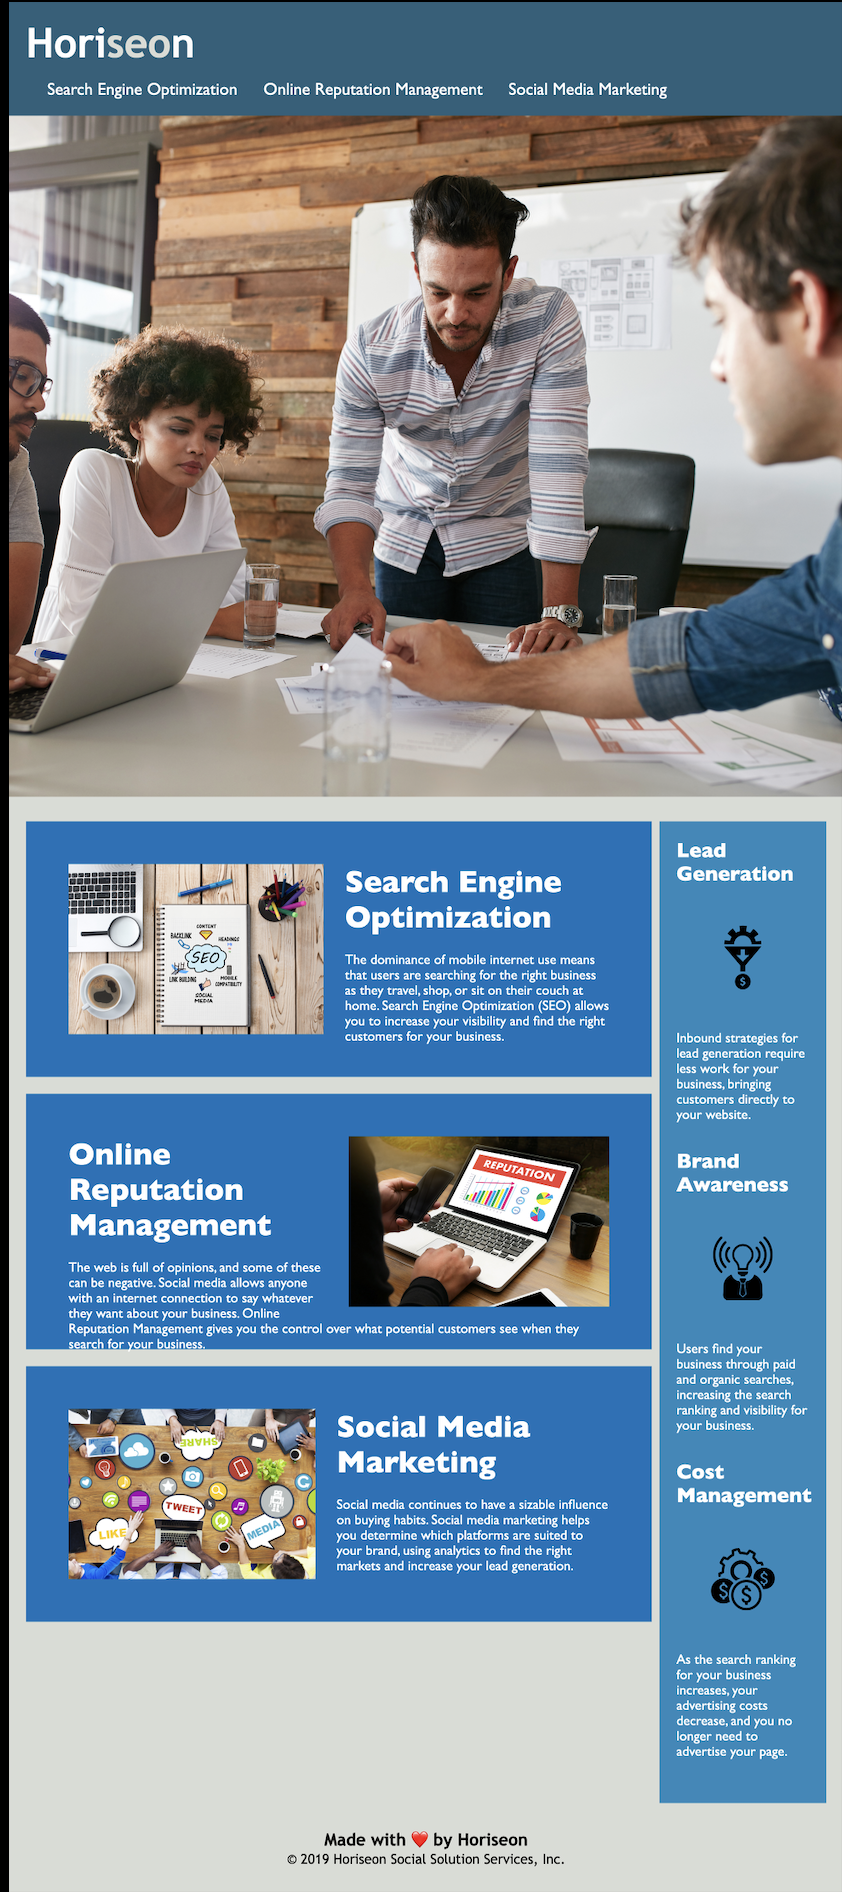 Horiseon
Search Engine Optimization
Online Reputation Management
Social Media Marketing
Search Engine
Optimization
The dominance of mobile internet use means
that users are searching for the right business
as they travel, shop, or sit on their couch at
home. Search Engine Optimization (SEO) allows
you to increase your visibility and find the right
customers for your business.
CONTENT
BACKLINK
HEADINGS
SEO
LINK BUILDING
MOBILE
COMPATIBILITY
SOCIAL
MEDIA
Online
Reputation
Management
The web is full of opinions, and some of these
can be negative. Social media allows anyone
with an internet connection to say whatever
they want about your business. Online
Reputation Management gives you the control over what potential customers see when they
search for your business.
REPUTATION
Social Media
Marketing
Social media continues to have a sizable influence
on buying habits. Social media marketing helps
you determine which platforms are suited to
your brand, using analytics to find the right
markets and increase your lead generation.
SHARE
TWEET
LIKE
MEDIA
Lead
Generation
$
Inbound strategies for
lead generation require
less work for your
business, bringing
customers directly to
your website.
Brand
Awareness
Users find your
business through paid
and organic searches,
increasing the search
ranking and visibility for
your business.
Cost
Management
$ $ $
As the search ranking
for your business
increases, your
advertising costs
decrease, and you no
longer need to
advertise your page.
Made with ❤️ by Horiseon
© 2019 Horiseon Social Solution Services, Inc.